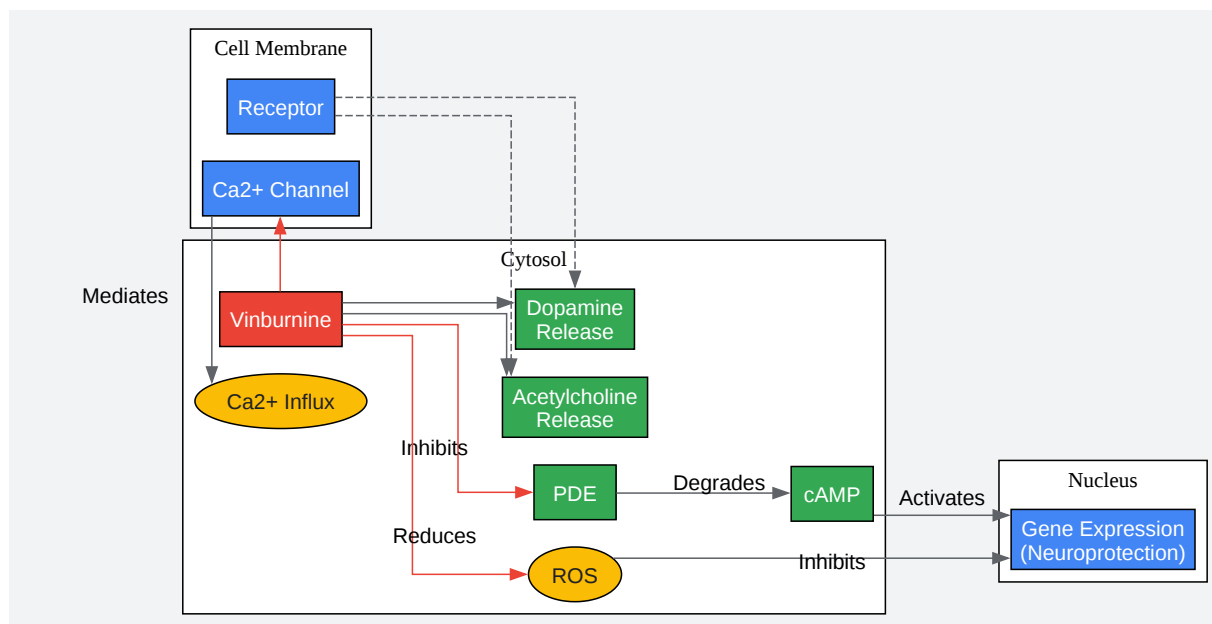 Cell Membrane
Receptor
Ca2+ Channel
Cytosol
Mediates
Vinburnine
Dopamine
Release
Ca2+ Influx
Acetylcholine
Release
Inhibits
PDE
Degrades
cAMP
Activates
Nucleus
Gene Expression
(Neuroprotection)
Reduces
ROS
Inhibits